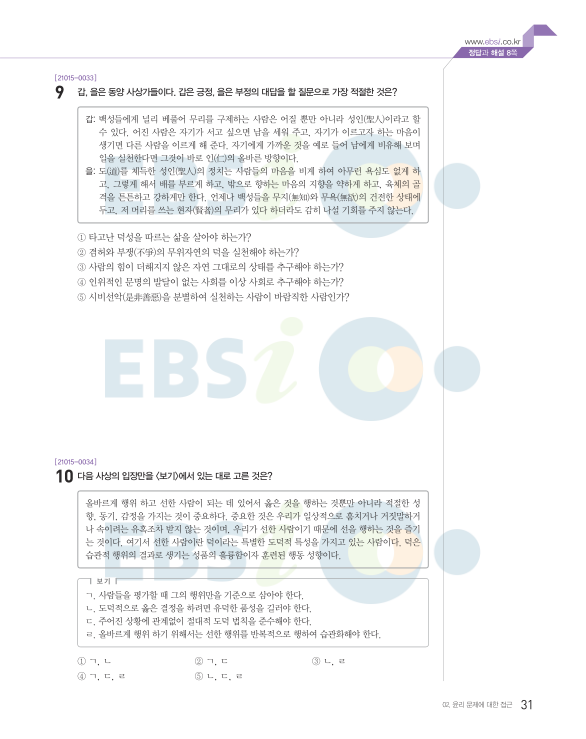 www.ebsi.co.kr
정답과 해설 8쪽
[21015-0033]
9 갑, 을은 동양 사상가들이다. 갑은 긍정, 을은 부정의 대답을 할 질문으로 가장 적절한 것은?
갑: 백성들에게 널리 베풀어 무리를 구제하는 사람은 어질 뿐만 아니라 성인(聖人)이라고 할
수 있다. 어진 사람은 자기가 서고 싶으면 남을 세워 주고, 자기가 이르고자 하는 마음이
생기면 다른 사람을 이르게 해 준다. 자기에게 가까운 것을 예로 들어 남에게 비유해 보며
일을 실천한다면 그것이 바로 인(仁)의 올바른 방향이다.
을: 도(道)를 체득한 성인(聖人)의 정치는 사람들의 마음을 비게 하여 아무런 욕심도 없게 하
고, 그렇게 해서 배를 부르게 하고, 밖으로 향하는 마음의 지향을 약하게 하고, 육체의 골
격을 튼튼하고 강하게만 한다. 언제나 백성들을 무지(無知)와 무욕(無欲)의 건전한 상태에
두고, 저 머리를 쓰는 현자(賢者)의 무리가 있다 하더라도 감히 나설 기회를 주지 않는다.
① 타고난 덕성을 따르는 삶을 살아야 하는가?
② 겸허와 부쟁(不爭)의 무위자연의 덕을 실천해야 하는가?
③ 사람의 힘이 더해지지 않은 자연 그대로의 상태를 추구해야 하는가?
④ 인위적인 문명의 발달이 없는 사회를 이상 사회로 추구해야 하는가?
⑤ 시비선악(是非善惡)을 분별하여 실천하는 사람이 바람직한 사람인가?
EBSi
[21015-0034]
10 다음 사상의 입장만을 <보기>에서 있는 대로 고른 것은?
올바르게 행위 하고 선한 사람이 되는 데 있어서 옳은 것을 행하는 것뿐만 아니라 적절한 성
향, 동기, 감정을 가지는 것이 중요하다. 중요한 것은 우리가 일상적으로 훔치거나 거짓말하거
나 속이려는 유혹조차 받지 않는 것이며, 우리가 선한 사람이기 때문에 선을 행하는 것을 즐기
는 것이다. 여기서 선한 사람이란 덕이라는 특별한 도덕적 특성을 가지고 있는 사람이다. 덕은
습관적 행위의 결과로 생기는 성품의 훌륭함이자 훈련된 행동 성향이다.
보기
ㄱ. 사람들을 평가할 때 그의 행위만을 기준으로 삼아야 한다.
ㄴ. 도덕적으로 옳은 결정을 하려면 유덕한 품성을 길러야 한다.
ㄷ. 주어진 상황에 관계없이 절대적 도덕 법칙을 준수해야 한다.
ㄹ. 올바르게 행위 하기 위해서는 선한 행위를 반복적으로 행하여 습관화해야 한다.
① ㄱ, ㄴ ② ㄱ, ㄷ ③ ㄴ, ㄹ
④ ㄱ, ㄷ, ㄹ ⑤ ㄴ, ㄷ, ㄹ
02. 윤리 문제에 대한 접근 31